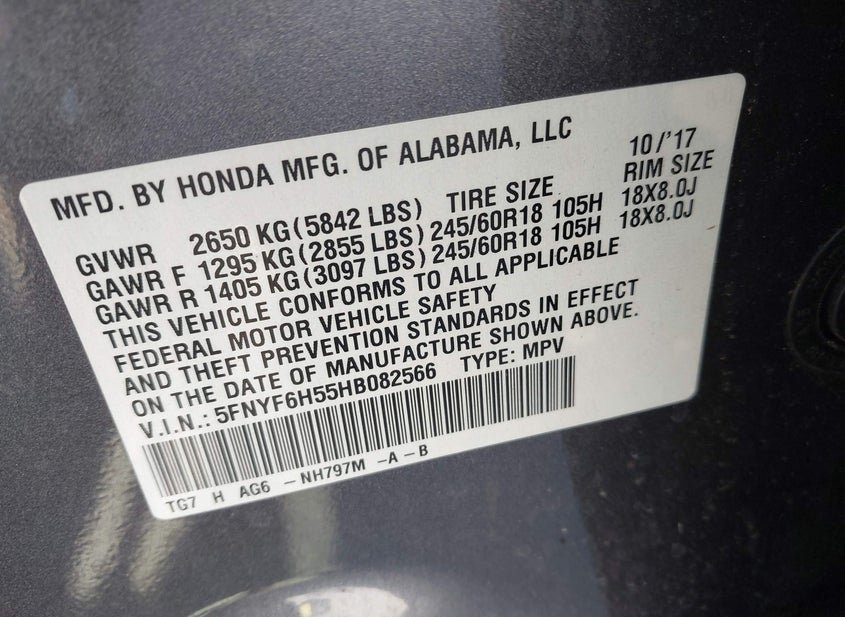 MFD. BY HONDA MFG. OF ALABAMA, LLC 10/'17
GVWR 2650 KG(5842 LBS) TIRE SIZE RIM SIZE
GAWR F 1295 KG(2855 LBS) 245/60R18 105H 18X8.0J
GAWR R 1405 KG(3097 LBS) 245/60R18 105H 18X8.0J
THIS VEHICLE CONFORMS TO ALL APPLICABLE
FEDERAL MOTOR VEHICLE SAFETY
AND THEFT PREVENTION STANDARDS IN EFFECT
ON THE DATE OF MANUFACTURE SHOWN ABOVE.
V.I.N.: 5FNYF6H55HB082566 TYPE: MPV
TG7 H AG6 -NH797M -A -B